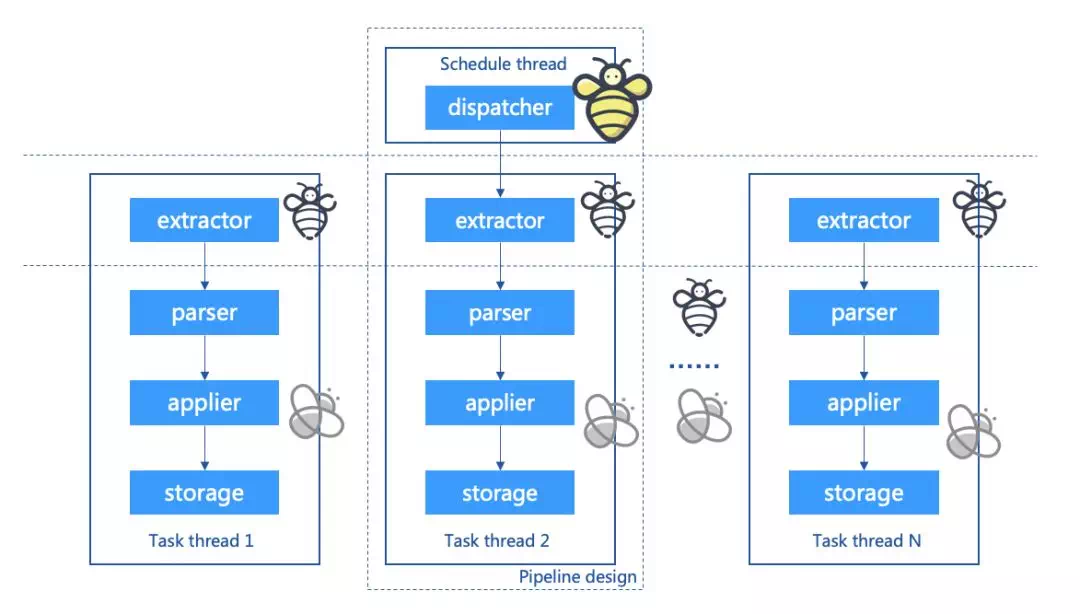 Schedule thread
dispatcher
extractor
parser
applier
storage
Task thread 1
extractor
parser
applier
storage
Task thread 2
Pipeline design
......
extractor
parser
applier
storage
Task thread N